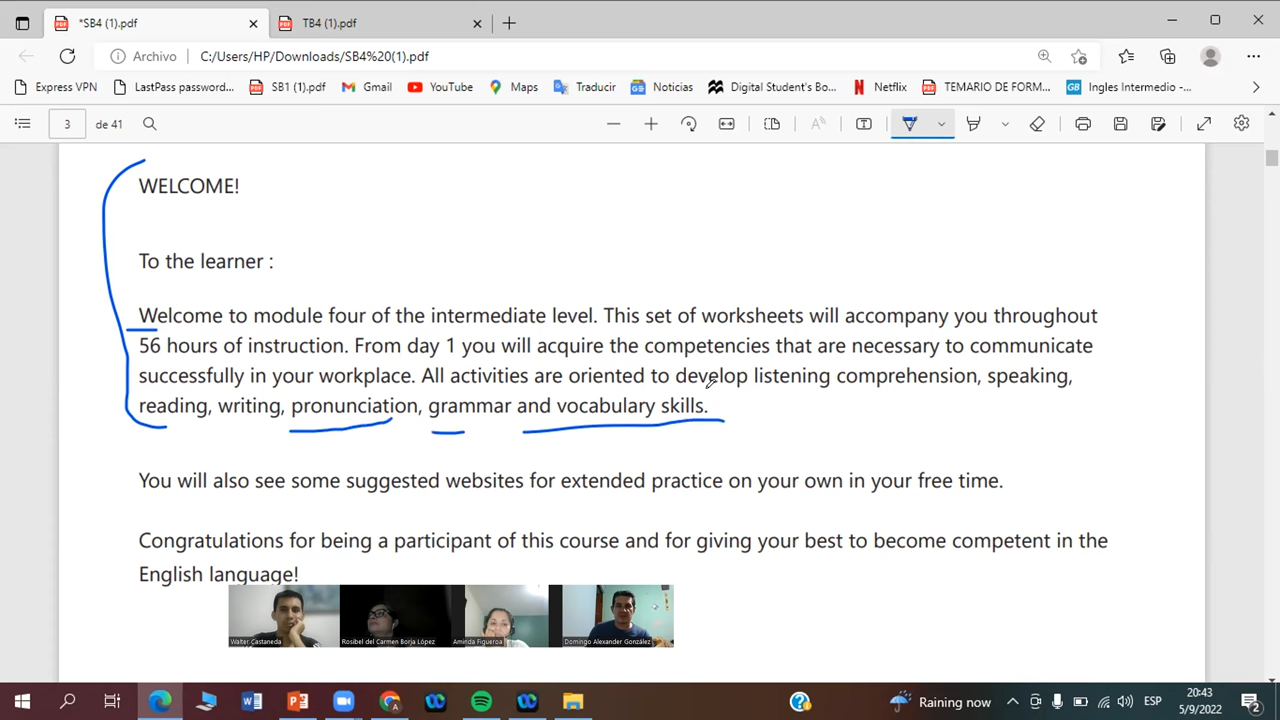 *SB4 (1).pdf
TB4 (1).pdf
Archivo C:/Users/HP/Downloads/SB4%20(1).pdf
Express VPN LastPass password... SB1 (1).pdf Gmail YouTube Maps Traducir Noticias Digital Student's Bo... Netflix TEMARIO DE FORM... Ingles Intermedio -...
3 de 41
WELCOME!
To the learner :
Welcome to module four of the intermediate level. This set of worksheets will accompany you throughout
56 hours of instruction. From day 1 you will acquire the competencies that are necessary to communicate
successfully in your workplace. All activities are oriented to develop listening comprehension, speaking,
reading, writing, pronunciation, grammar and vocabulary skills.
You will also see some suggested websites for extended practice on your own in your free time.
Congratulations for being a participant of this course and for giving your best to become competent in the
English language!
Walter Castaneda Rosibel del Carmen Borja López Aminda Figueroa Domingo Alexander González
Raining now ESP 20:43
5/9/2022